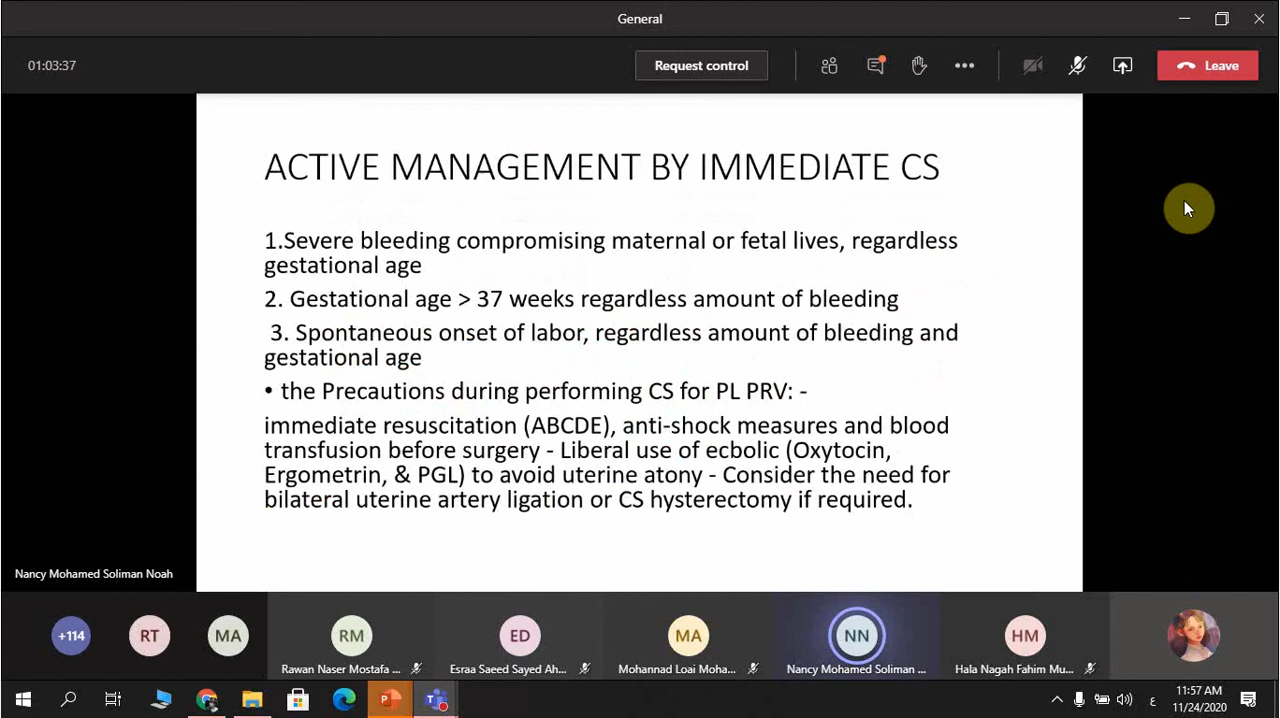 General
01:03:37
Request control
Leave
ACTIVE MANAGEMENT BY IMMEDIATE CS
1.Severe bleeding compromising maternal or fetal lives, regardless
gestational age
2. Gestational age > 37 weeks regardless amount of bleeding
3. Spontaneous onset of labor, regardless amount of bleeding and
gestational age
• the Precautions during performing CS for PL PRV: -
immediate resuscitation (ABCDE), anti-shock measures and blood
transfusion before surgery - Liberal use of ecbolic (Oxytocin,
Ergometrin, & PGL) to avoid uterine atony - Consider the need for
bilateral uterine artery ligation or CS hysterectomy if required.
Nancy Mohamed Soliman Noah
+114
RT
MA
RM
ED
MA
NN
HM
Rawan Naser Mostafa ...
Esraa Saeed Sayed Ah...
Mohannad Loai Moha...
Nancy Mohamed Soliman ...
Hala Nagah Fahim Mu...
ع
11:57 AM
11/24/2020